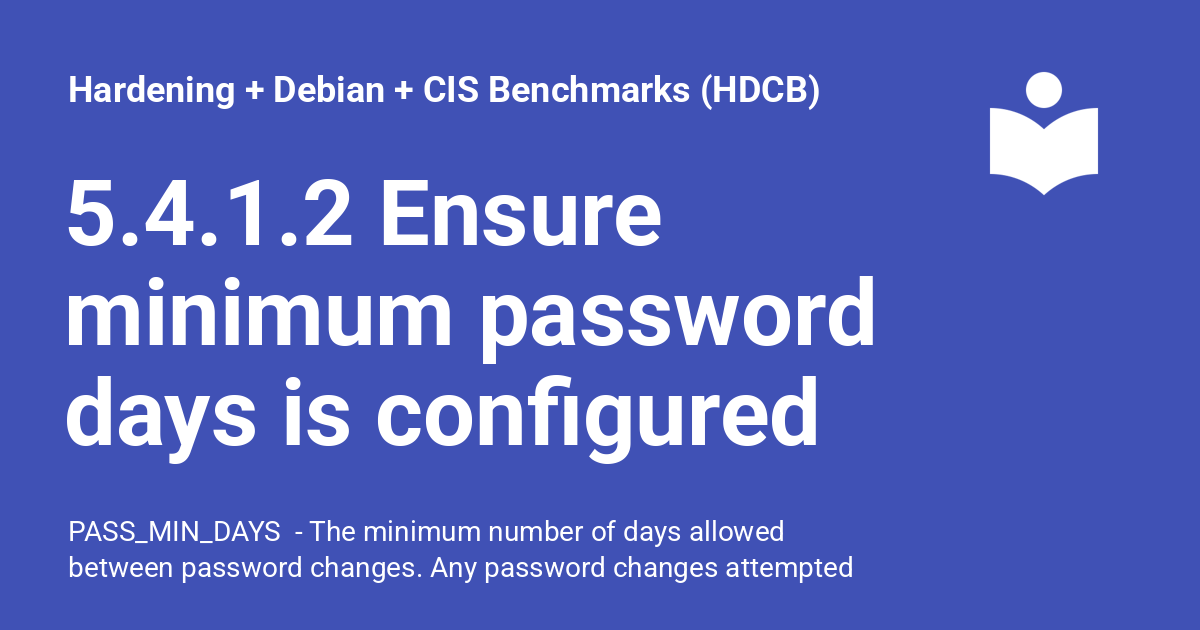 Hardening + Debian + CIS Benchmarks (HDCB)
5.4.1.2 Ensure
minimum password
days is configured
PASS_MIN_DAYS - The minimum number of days allowed
between password changes. Any password changes attempted